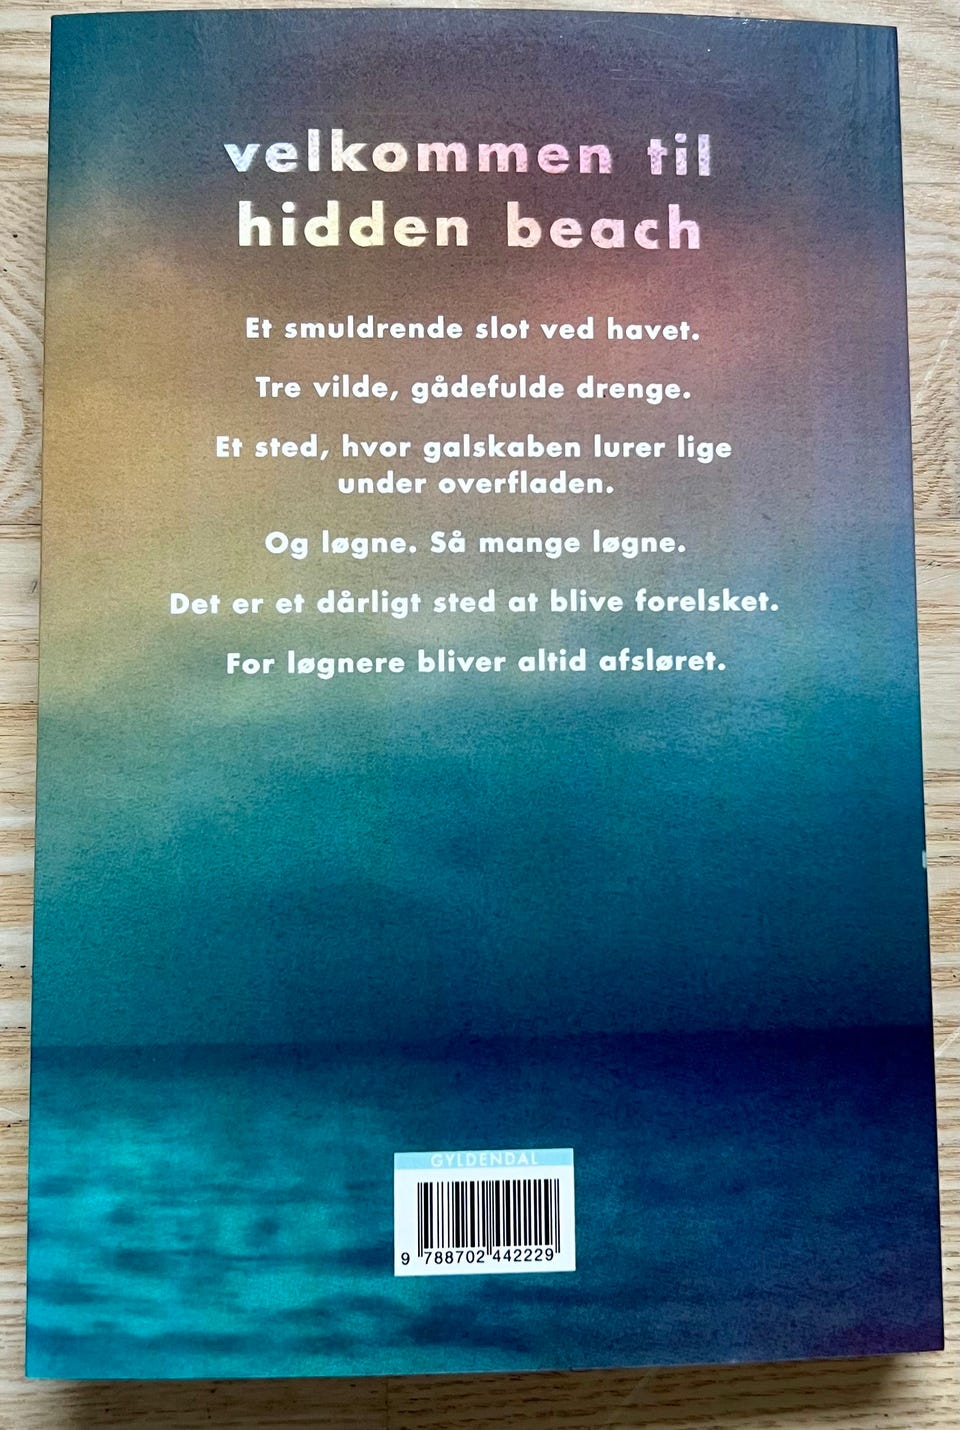 velkommen til
hidden beach
Et smuldrende slot ved havet.
Tre vilde, gådefulde drenge.
Et sted, hvor galskaben lurer lige
under overfladen.
Og løgne. Så mange løgne.
Det er et dårligt sted at blive forelsket.
For løgnere bliver altid afsløret.
GYLDENDAL
9 788702 442229